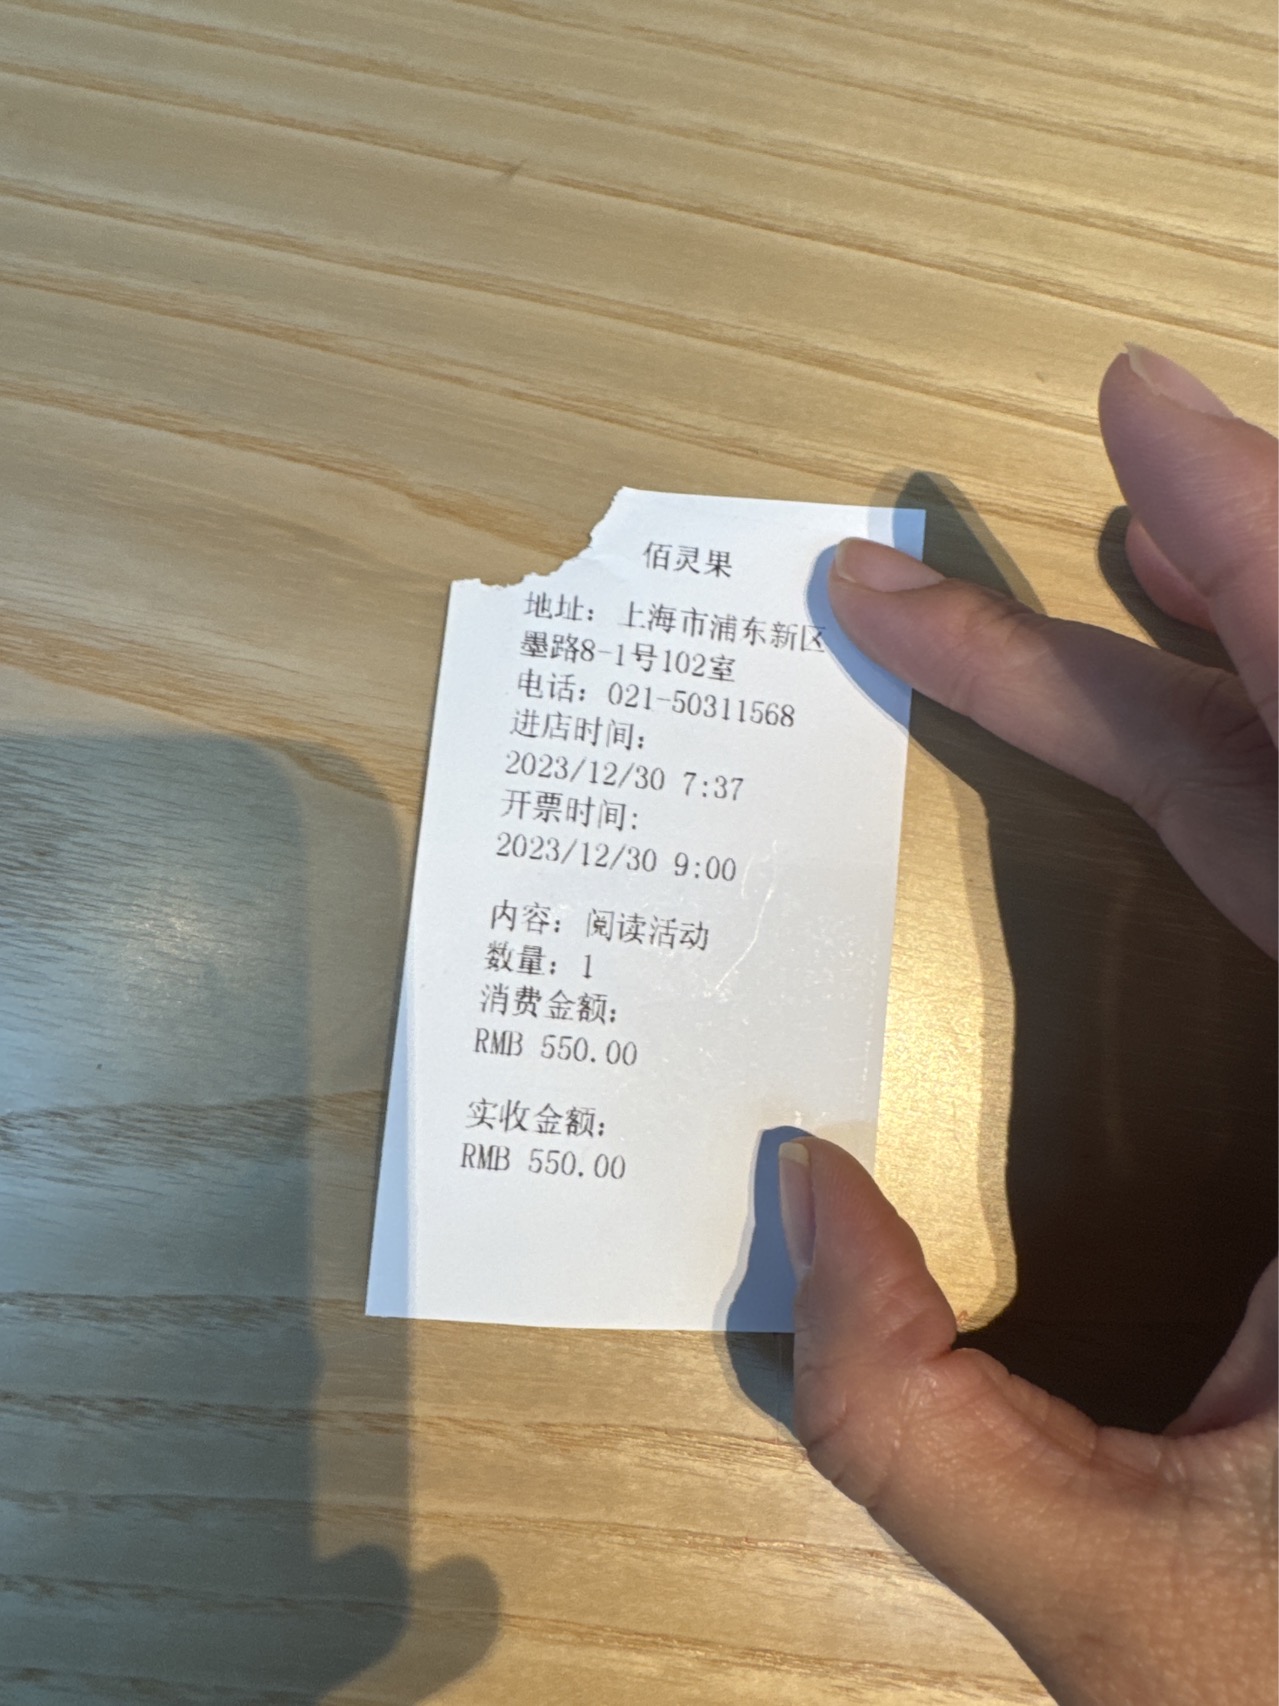 佰灵果
地址：上海市浦东新区
墨路8-1号102室
电话：021-50311568
进店时间：
2023/12/30 7:37
开票时间：
2023/12/30 9:00
内容：阅读活动
数量：1
消费金额：
RMB 550.00
实收金额：
RMB 550.00